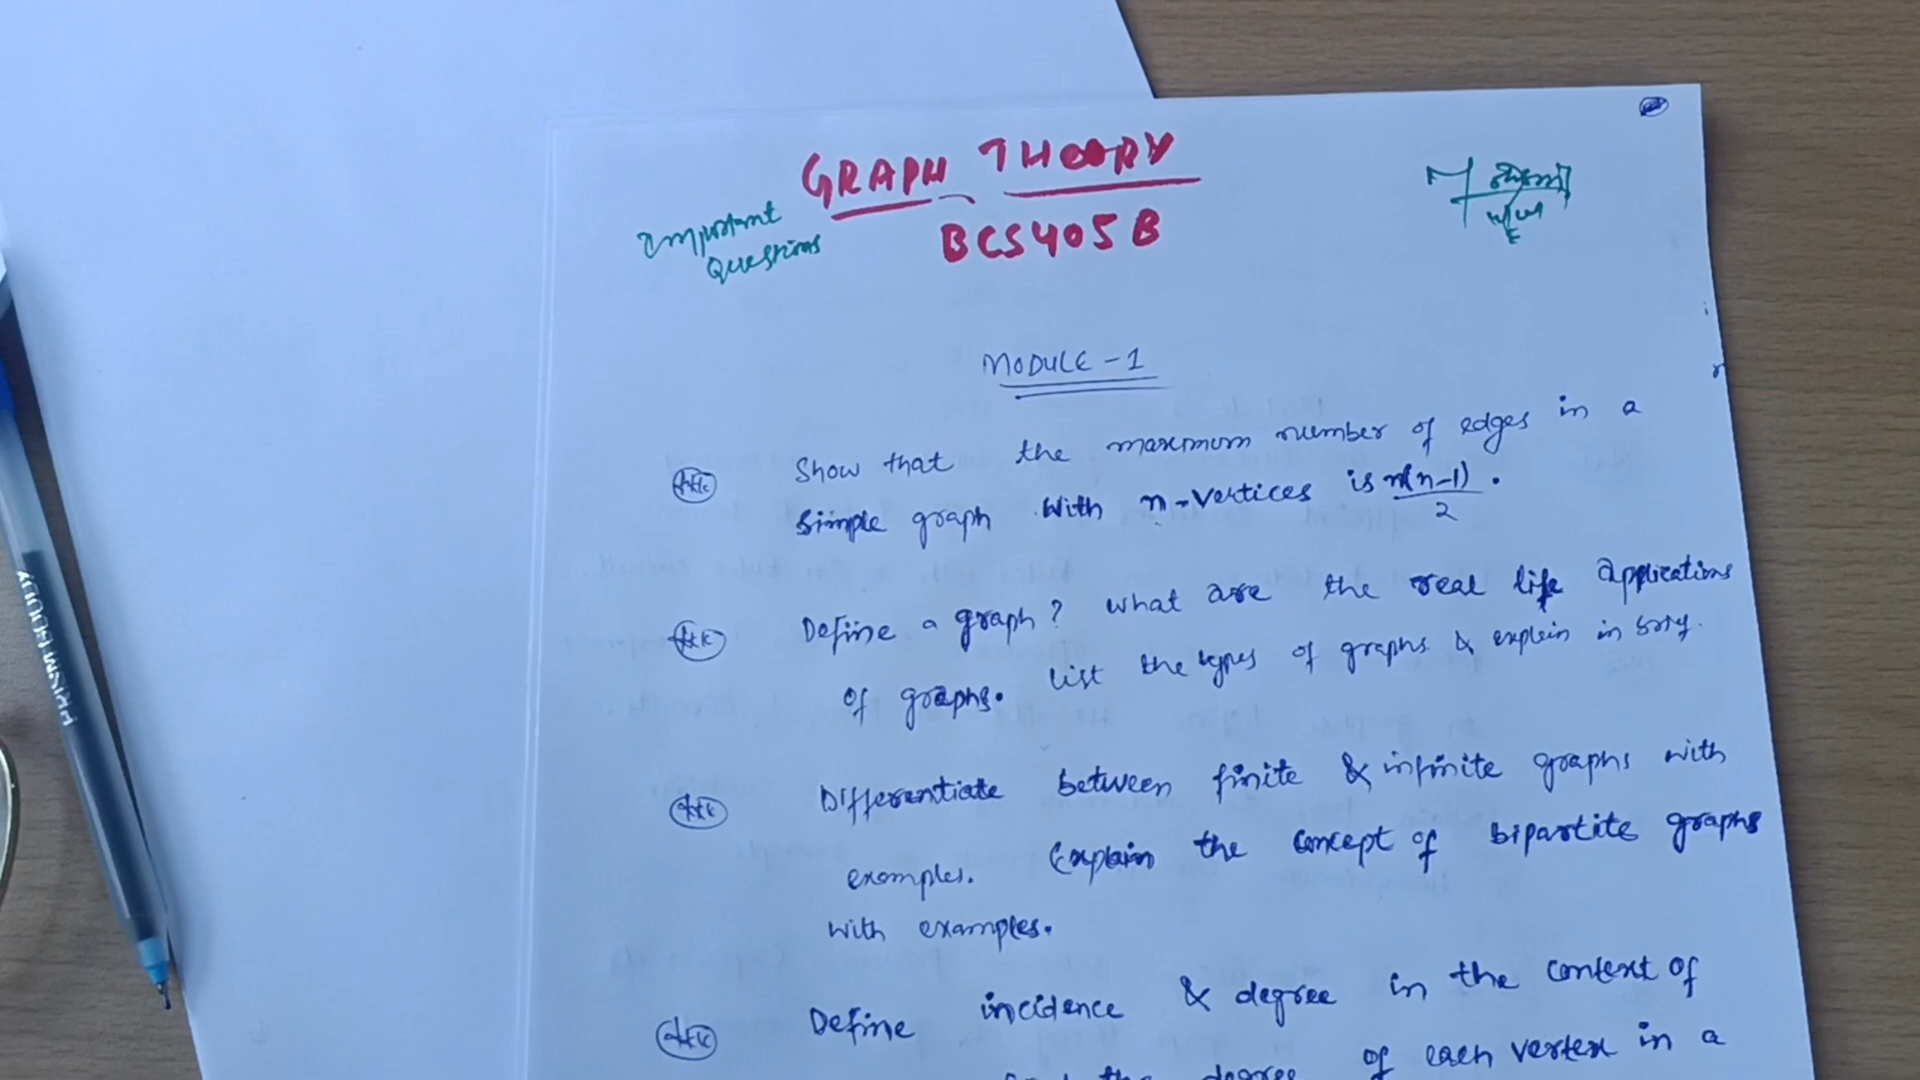 GRAPH THEORY
Important
Questions
BCS405B
MODULE-1
Show that the maximum number of edges in a
simple graph with n-vertices is n(n-1)/2.
Define a graph? What are the real life applications
of graphs. List the types of graphs & explain in
Differentiate between finite & infinite graphs with
examples. Explain the concept of bipartite graphs
with examples.
Define incidence & degree in the context of
the degree of each vertex in a